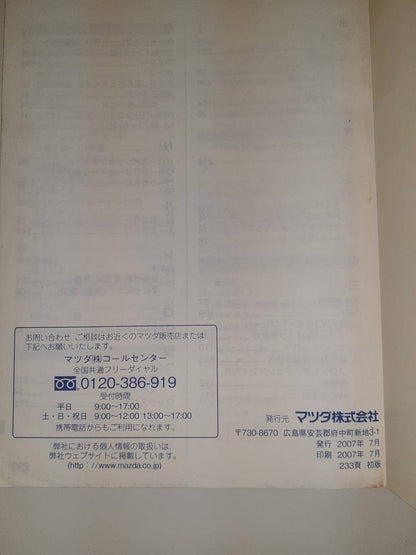 お問い合わせ、ご相談はお近くのマツダ販売店または、
下記へお願いいたします。
マツダ(株)コールセンター
全国共通フリーダイヤル
0120-386-919
受付時間
平日 9:00〜17:00
土・日・祝日 9:00〜12:00 13:00〜17:00
携帯電話からもご利用になれます。
弊社における個人情報の取扱いは、
弊社ウェブサイトに掲載しています。
(http://www.mazda.co.jp)
発行元 マツダ株式会社
〒730-8670 広島県安芸郡府中町新地3-1
発行 2007年 7月
印刷 2007年 7月
233頁 初版